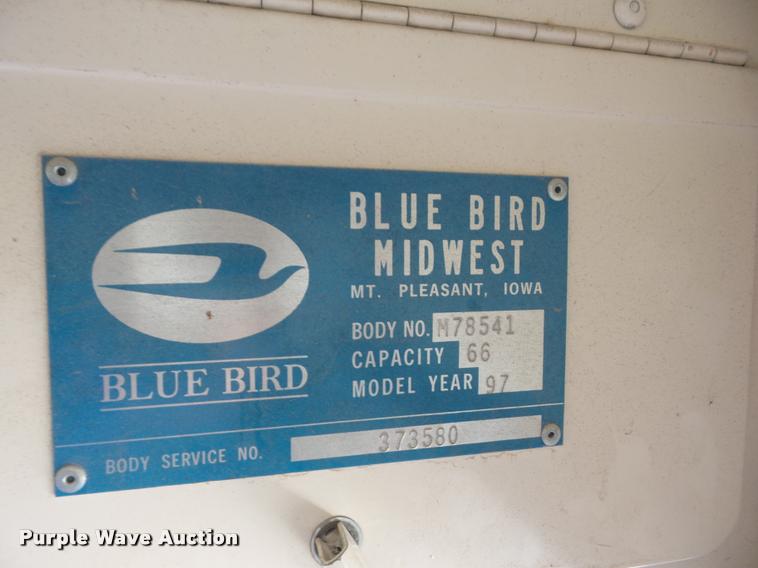 BLUE BIRD
MIDWEST
MT. PLEASANT, IOWA
BODY NO. M78541
CAPACITY 66
MODEL YEAR 97
BLUE BIRD
BODY SERVICE NO. 373580
Purple Wave Auction